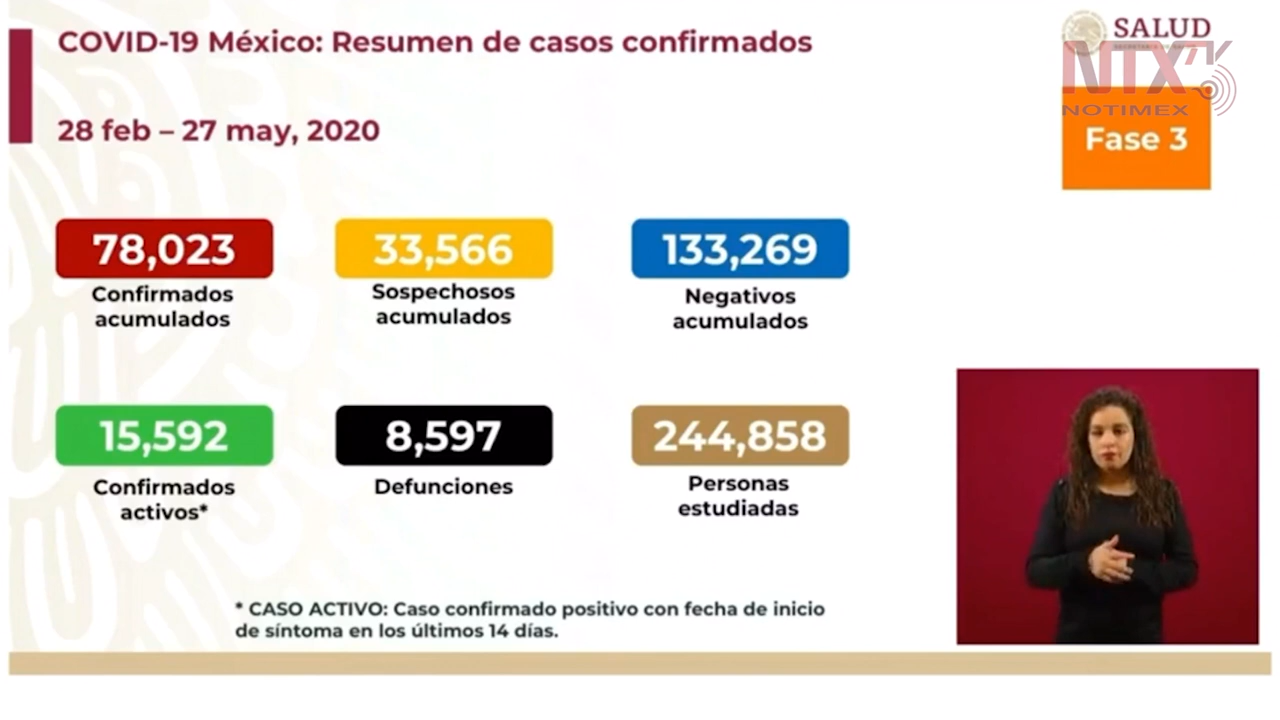 COVID-19 México: Resumen de casos confirmados
28 feb – 27 may, 2020
SALUD
NTX
NOTIMEX
Fase 3
78,023
Confirmados
acumulados
33,566
Sospechosos
acumulados
133,269
Negativos
acumulados
15,592
Confirmados
activos*
8,597
Defunciones
244,858
Personas
estudiadas
* CASO ACTIVO: Caso confirmado positivo con fecha de inicio
de síntoma en los últimos 14 días.